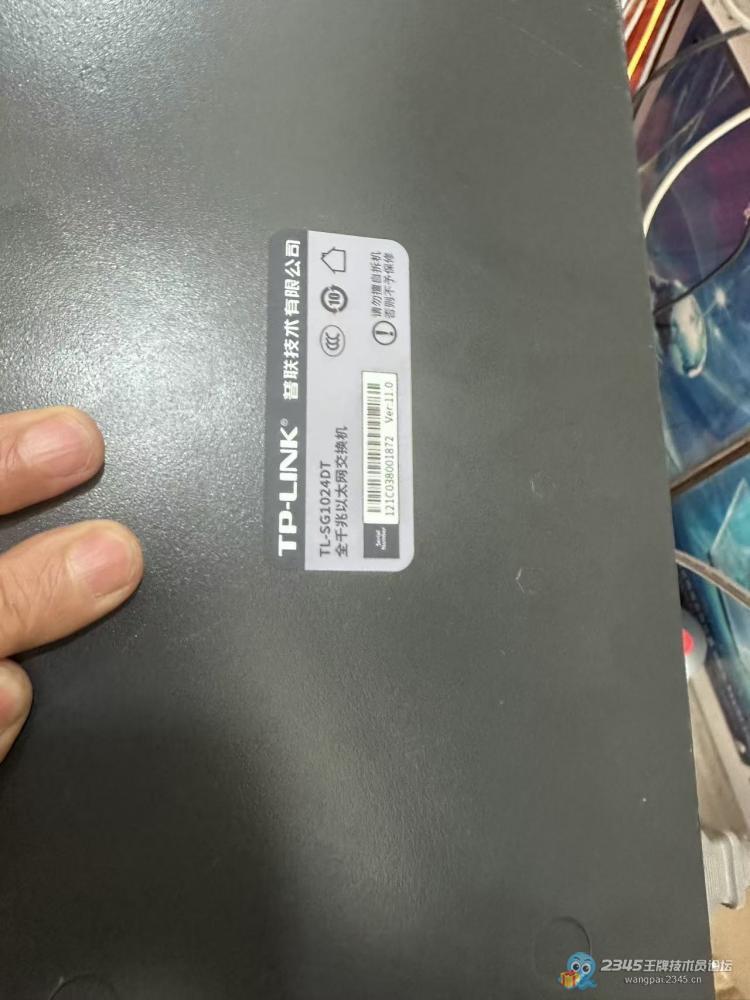 TP-LINK® 普联技术有限公司
TL-SG1024DT
全千兆以太网交换机
10
请勿擅自拆机
否则不予保修
Serial
Number
121C038001872 Ver:11.0
2345王牌技术员论坛
wangpai.2345.cn